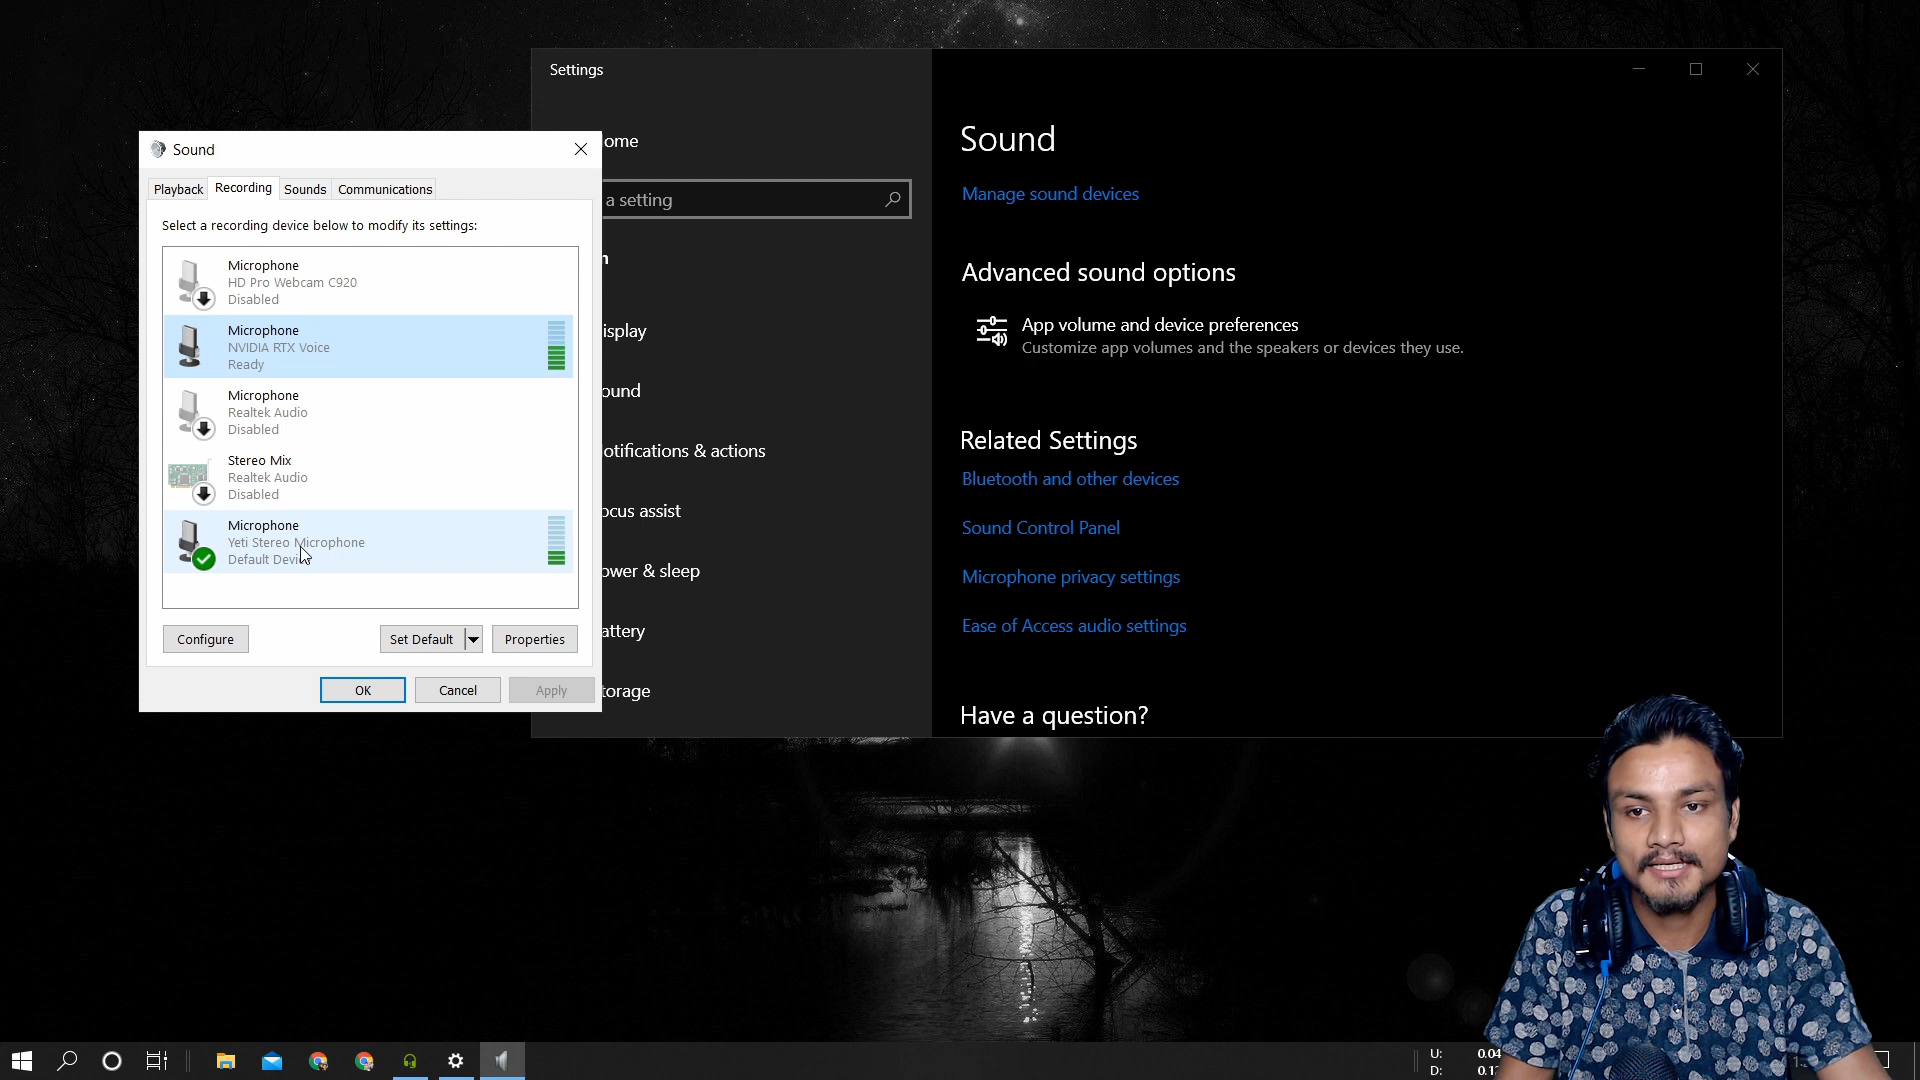 Settings
Sound
ome
Playback
Recording
Sounds
Communications
a setting
Select a recording device below to modify its settings:
Microphone
HD Pro Webcam C920
Disabled
Microphone
NVIDIA RTX Voice
Ready
Microphone
Realtek Audio
Disabled
Stereo Mix
Realtek Audio
Disabled
Microphone
Yeti Stereo Microphone
Default Devi
Configure
Set Default
Properties
OK
Cancel
Apply
isplay
ound
otifications & actions
ocus assist
ower & sleep
attery
torage
Sound
Manage sound devices
Advanced sound options
App volume and device preferences
Customize app volumes and the speakers or devices they use.
Related Settings
Bluetooth and other devices
Sound Control Panel
Microphone privacy settings
Ease of Access audio settings
Have a question?
U: 0.04
D: